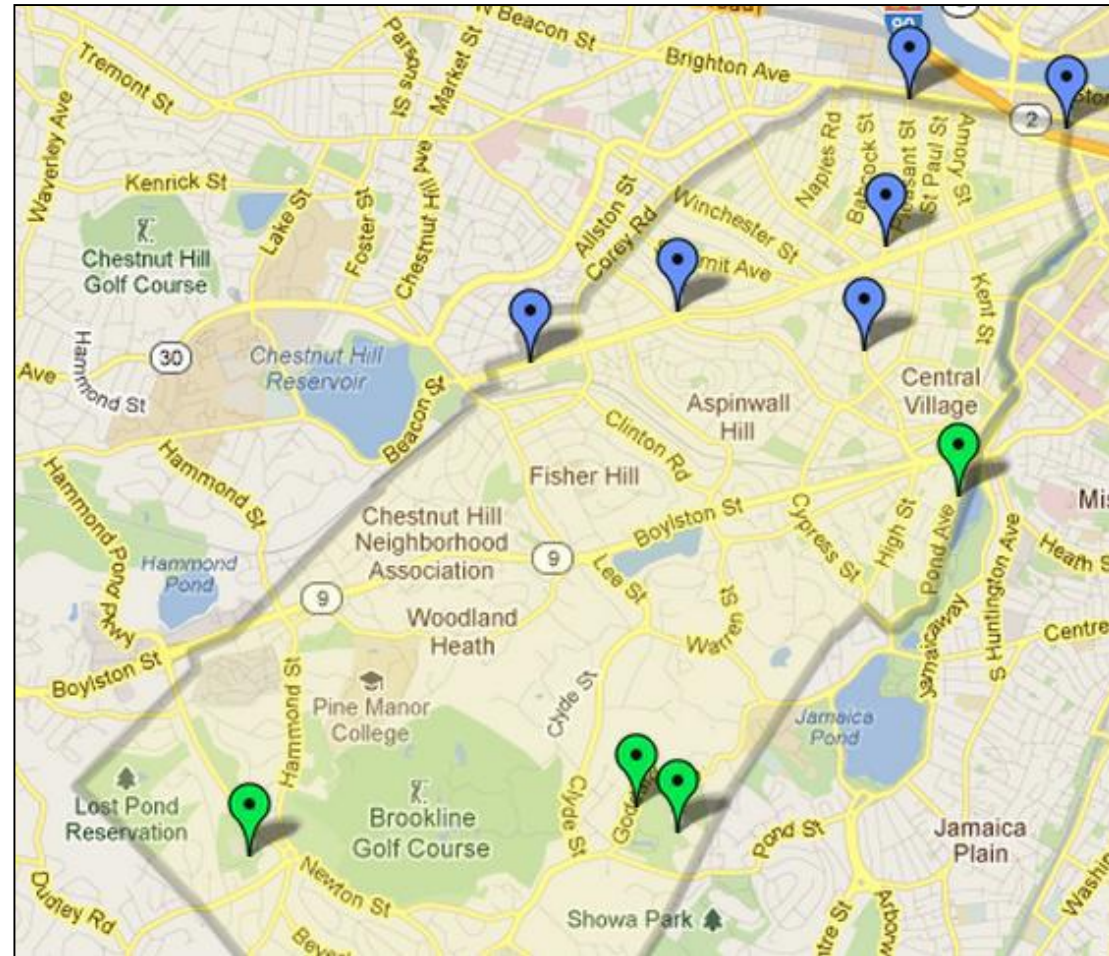 N Beacon St
Brighton Ave
Tremont St
Parsons St
Market St
90
2
Waverley Ave
Kenrick St
Lake St
Foster St
Chestnut Hill Ave
Allston St
Corey Rd
Winchester St
Naples Rd
St Paul St
Amory St
Kent St
Chestnut Hill
Golf Course
Hammond St
30
Ave
Chestnut Hill
Reservoir
Beacon St
Aspinwall
Hill
Central
Village
Clinton Rd
Fisher Hill
Boylston St
Cypress St
High St
Pond Ave
Hammond St
Hammond Pond Pkwy
Hammond
Pond
Chestnut Hill
Neighborhood
Association
9
9
Lee St
Warren St
Heath S
S Huntington Ave
Jamaicaway
Centre
Woodland
Heath
Boylston St
Hammond St
Pine Manor
College
Clyde St
Clyde St
Jamaica
Pond
Lost Pond
Reservation
Brookline
Golf Course
Pond St
Jamaica
Plain
Dudley Rd
Newton St
Showa Park